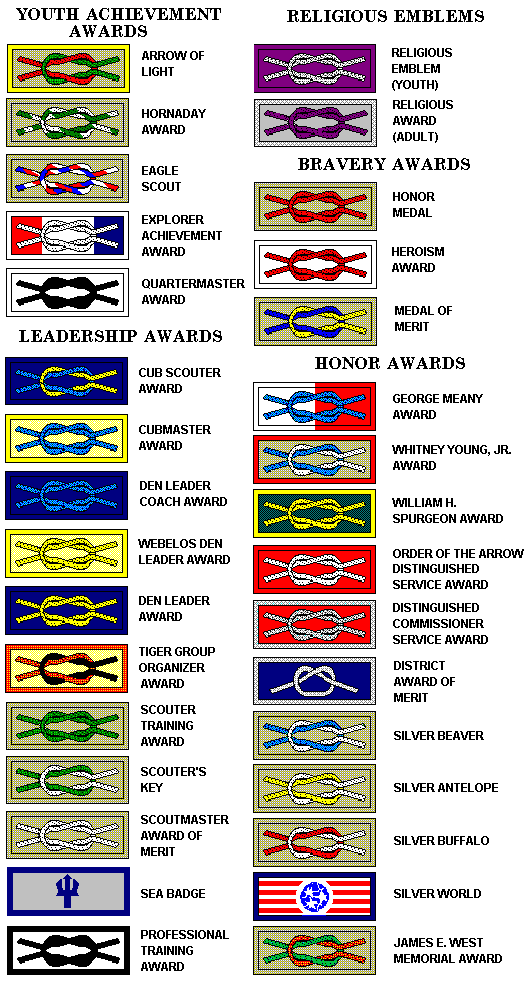 YOUTH ACHIEVEMENT
AWARDS
ARROW OF
LIGHT
HORNADAY
AWARD
EAGLE
SCOUT
EXPLORER
ACHIEVEMENT
AWARD
QUARTERMASTER
AWARD
LEADERSHIP AWARDS
CUB SCOUTER
AWARD
CUBMASTER
AWARD
DEN LEADER
COACH AWARD
WEBELOS DEN
LEADER AWARD
DEN LEADER
AWARD
TIGER GROUP
ORGANIZER
AWARD
SCOUTER
TRAINING
AWARD
SCOUTER'S
KEY
SCOUTMASTER
AWARD OF
MERIT
SEA BADGE
PROFESSIONAL
TRAINING
AWARD
RELIGIOUS EMBLEMS
RELIGIOUS
EMBLEM
(YOUTH)
RELIGIOUS
AWARD
(ADULT)
BRAVERY AWARDS
HONOR
MEDAL
HEROISM
AWARD
MEDAL OF
MERIT
HONOR AWARDS
GEORGE MEANY
AWARD
WHITNEY YOUNG, JR.
AWARD
WILLIAM H.
SPURGEON AWARD
ORDER OF THE ARROW
DISTINGUISHED
SERVICE AWARD
DISTINGUISHED
COMMISSIONER
SERVICE AWARD
DISTRICT
AWARD OF
MERIT
SILVER BEAVER
SILVER ANTELOPE
SILVER BUFFALO
SILVER WORLD
JAMES E. WEST
MEMORIAL AWARD